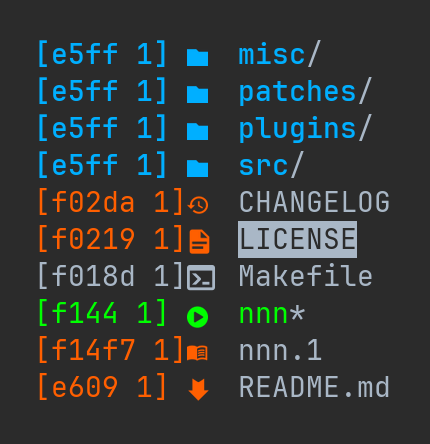 [e5ff 1] misc/
[e5ff 1] patches/
[e5ff 1] plugins/
[e5ff 1] src/
[f02da 1] CHANGELOG
[f0219 1] LICENSE
[f018d 1] Makefile
[f144 1] nnn*
[f14f7 1] nnn.1
[e609 1] README.md